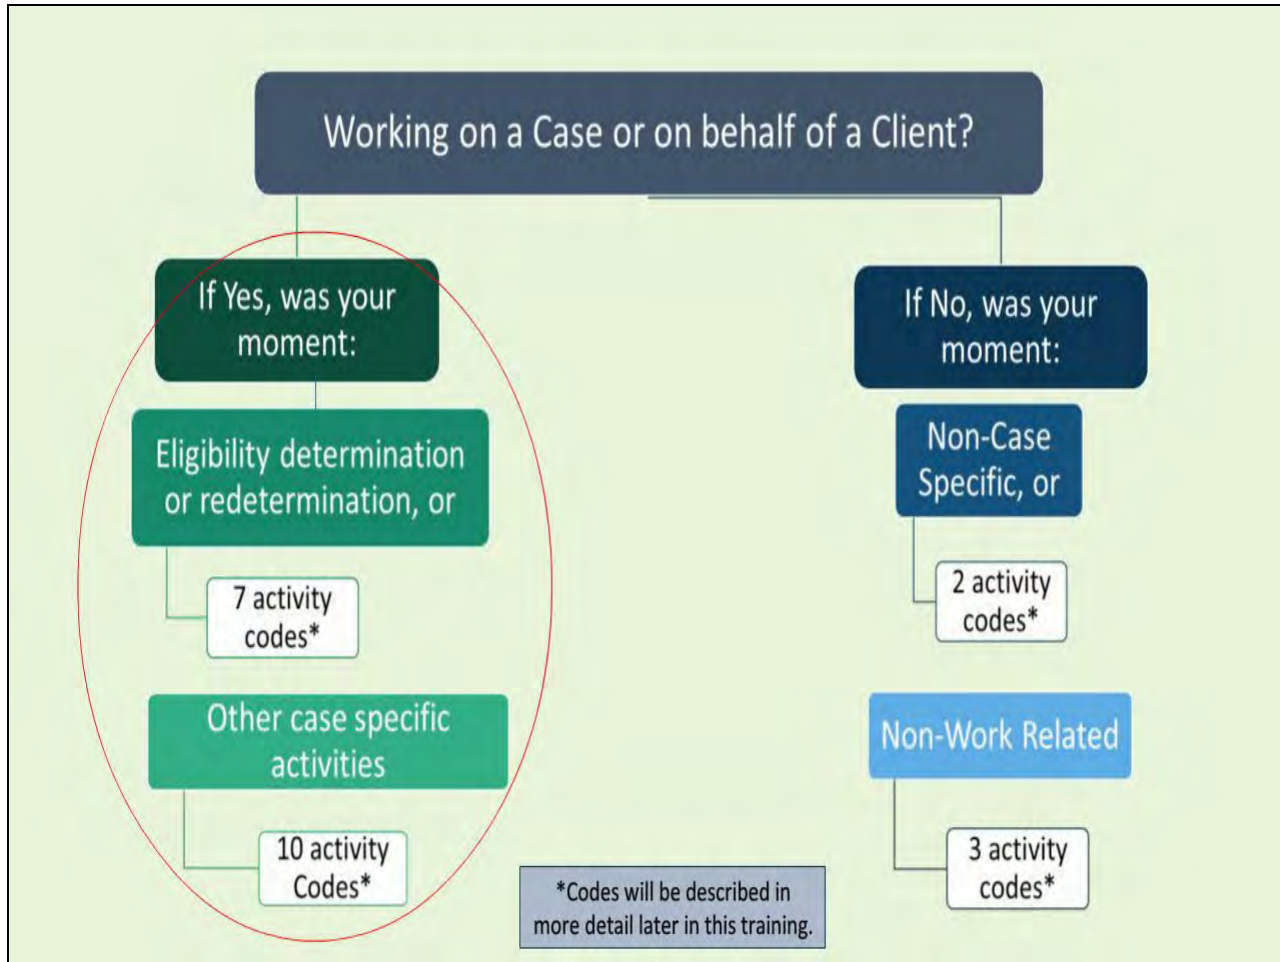 Working on a Case or on behalf of a Client?
If Yes, was your
moment:
Eligibility determination
or redetermination, or
7 activity
codes*
Other case specific
activities
10 activity
Codes*
If No, was your
moment:
Non-Case
Specific, or
2 activity
codes*
Non-Work Related
3 activity
codes*
*Codes will be described in
more detail later in this training.